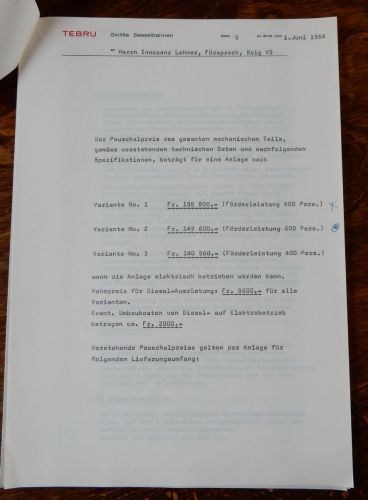 TEBRU Skilifte Sesselbahnen Blatt 3 zu Brief vom 1.Juni 1964
an Herrn Innozenz Lehner, Fürsprech, Brig VS
Der Pauschalpreis des gesamten mechanischen Teils,
gemäss vorstehenden technischen Daten und nachfolgenden
Spezifikationen, beträgt für eine Anlage nach
Variante No. 1 Fr. 158 800.- (Förderleistung 800 Pers.)
Variante No. 2 Fr. 149 600.- (Förderleistung 600 Pers.)
Variante No. 3 Fr. 140 560.- (Förderleistung 400 Pers.)
wenn die Anlage elektrisch betrieben werden kann.
Mehrpreis für Diesel-Ausrüstung: Fr. 8600.- für alle
Varianten.
Event. Umbaukosten von Diesel- auf Elektrobetrieb
betragen ca. Fr. 2000.-
Vorstehende Pauschalpreise gelten pro Anlage für
folgenden Lieferungsumfang: